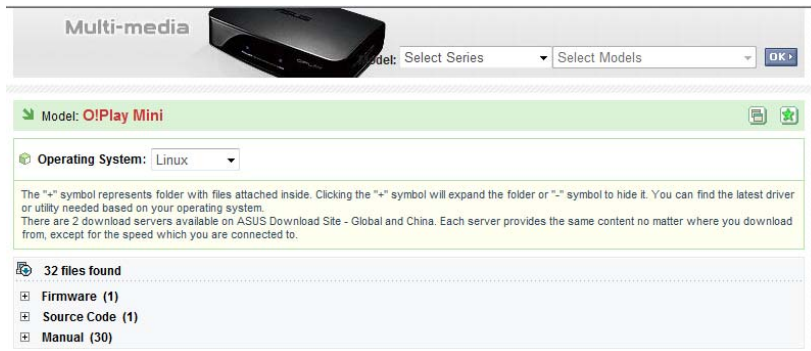 Multi-media
Model: Select Series Select Models OK
Model: O!Play Mini
Operating System: Linux
The "+" symbol represents folder with files attached inside. Clicking the "+" symbol will expand the folder or "-" symbol to hide it. You can find the latest driver
or utility needed based on your operating system.
There are 2 download servers available on ASUS Download Site - Global and China. Each server provides the same content no matter where you download
from, except for the speed which you are connected to.
32 files found
Firmware (1)
Source Code (1)
Manual (30)